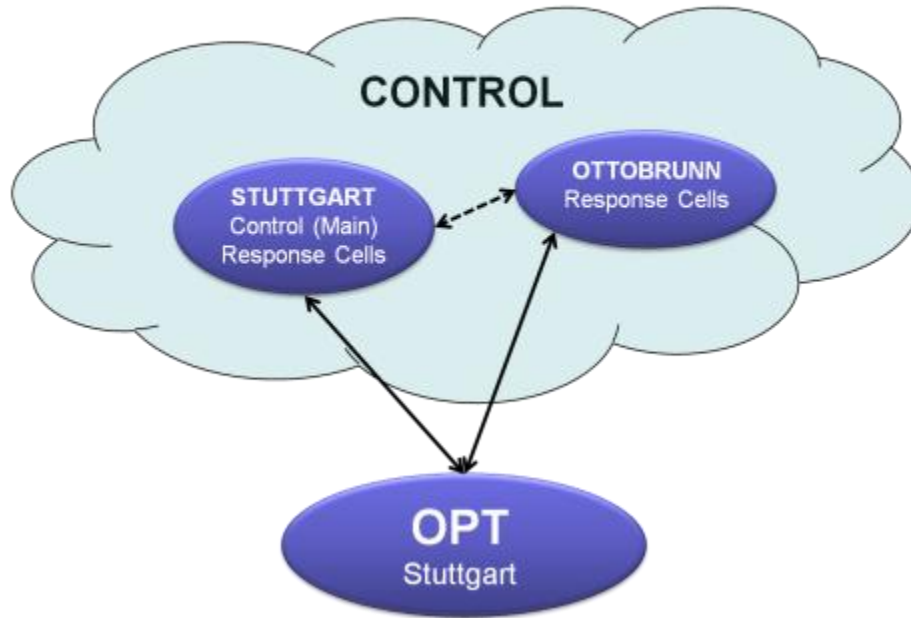 CONTROL
STUTTGART
Control (Main)
Response Cells
OTTOBRUNN
Response Cells
OPT
Stuttgart